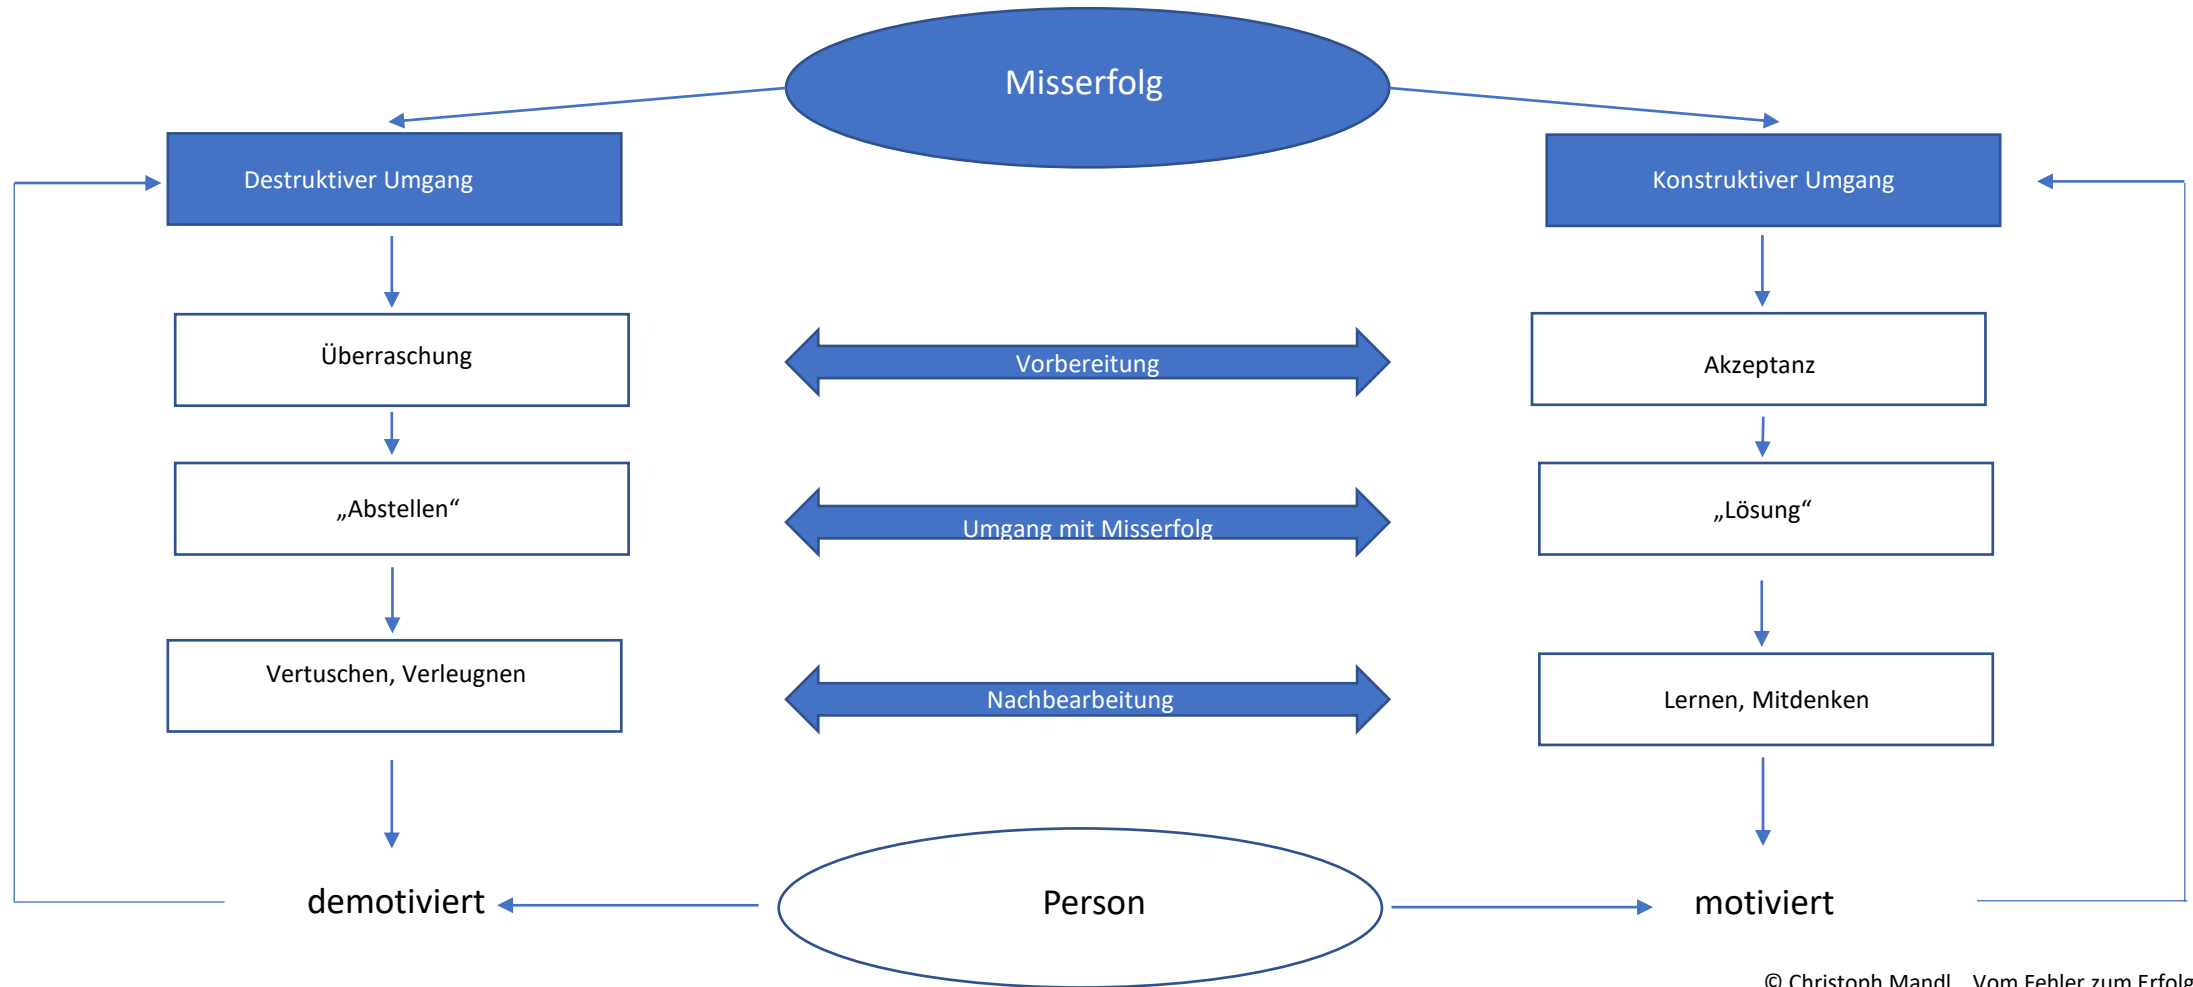 Misserfolg
Destruktiver Umgang
Konstruktiver Umgang
Überraschung
Vorbereitung
Akzeptanz
„Abstellen“
Umgang mit Misserfolg
„Lösung“
Vertuschen, Verleugnen
Nachbearbeitung
Lernen, Mitdenken
demotiviert
Person
motiviert
© Christoph Mandl Vom Fehler zum Erfolg